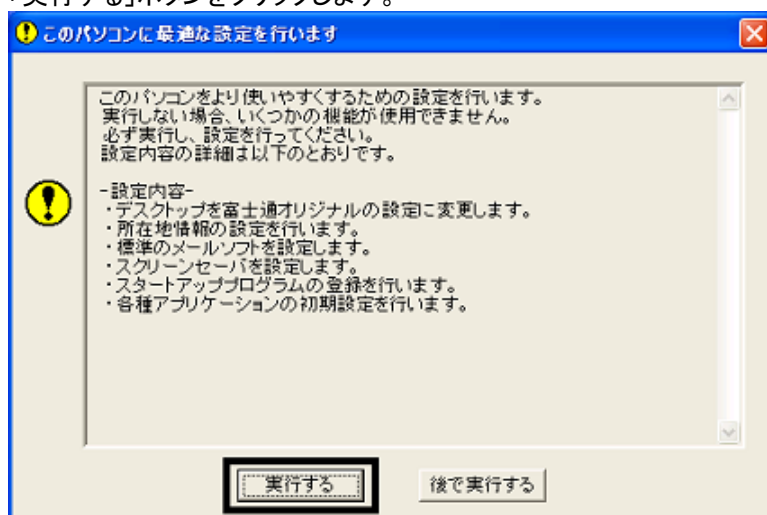 「実行する」ボタンをクリックします。
このパソコンに最適な設定を行います
このパソコンをより使いやすくするための設定を行います。
実行しない場合、いくつかの機能が使用できません。
必ず実行し、設定を行ってください。
設定内容の詳細は以下のとおりです。
-設定内容-
・デスクトップを富士通オリジナルの設定に変更します。
・所在地情報の設定を行います。
・標準のメールソフトを設定します。
・スクリーンセーバを設定します。
・スタートアッププログラムの登録を行います。
・各種アプリケーションの初期設定を行います。
実行する
後で実行する